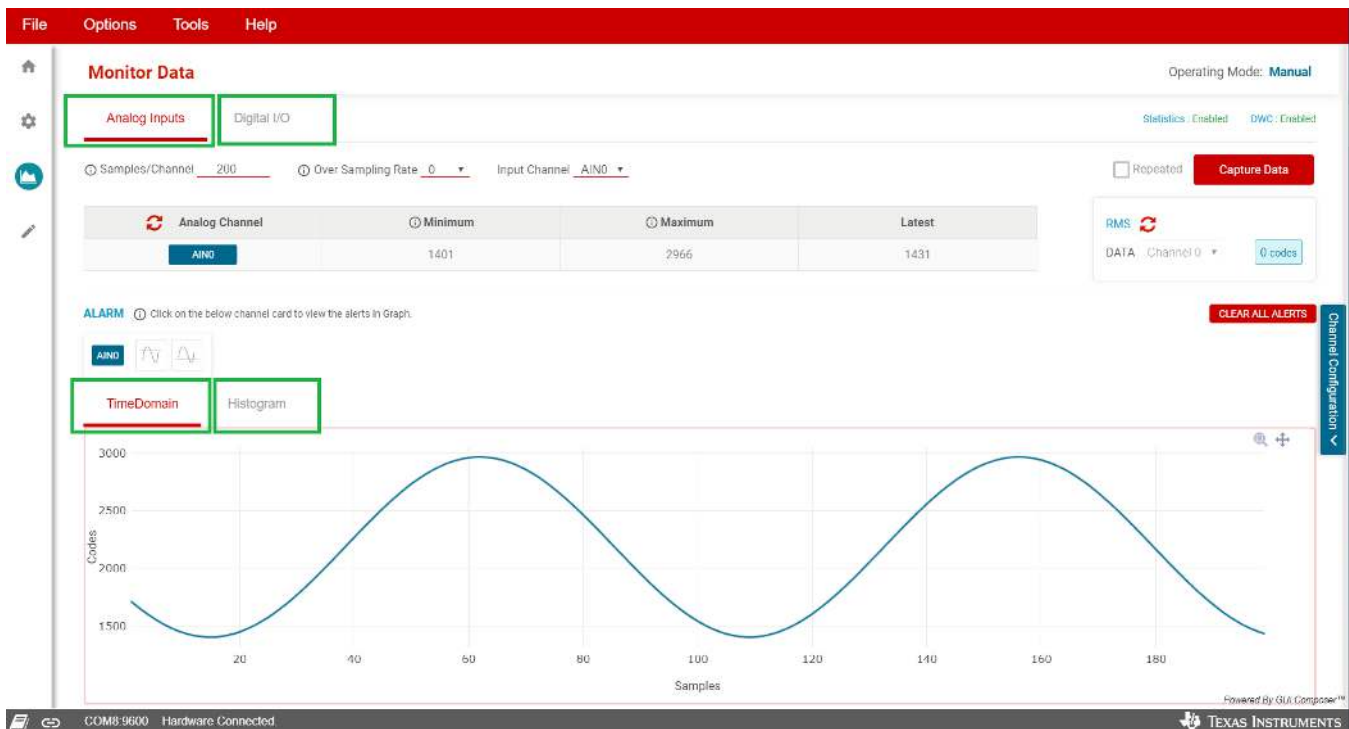 File Options Tools Help
Monitor Data Operating Mode: Manual
Analog Inputs Digital I/O Statistics : Enabled DWC : Enabled
Samples/Channel 200 Over Sampling Rate 0 Input Channel AIN0 Repeated Capture Data
Analog Channel Minimum Maximum Latest
AIN0 1401 2966 1431
RMS
DATA Channel 0 0 codes
ALARM Click on the below channel card to view the alerts in Graph. CLEAR ALL ALERTS
AIN0
Channel Configuration
TimeDomain Histogram
3000
2500
2000
1500
Codes
20 40 60 80 100 120 140 160 180
Samples
Powered By GUI Composer™
COM8:9600 Hardware Connected. TEXAS INSTRUMENTS